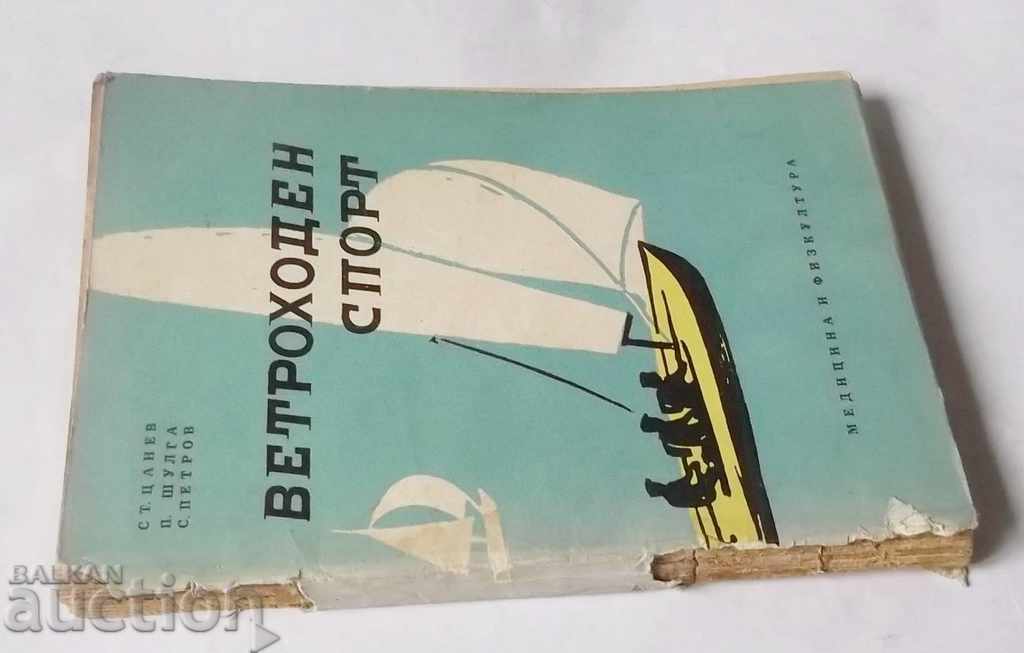 СТ. ЦАНЕВ
П. ШУЛГА
С. ПЕТРОВ
ВЕТРОХОДЕН
СПОРТ
МЕДИЦИНА И ФИЗКУЛТУРА
BALKAN
auction